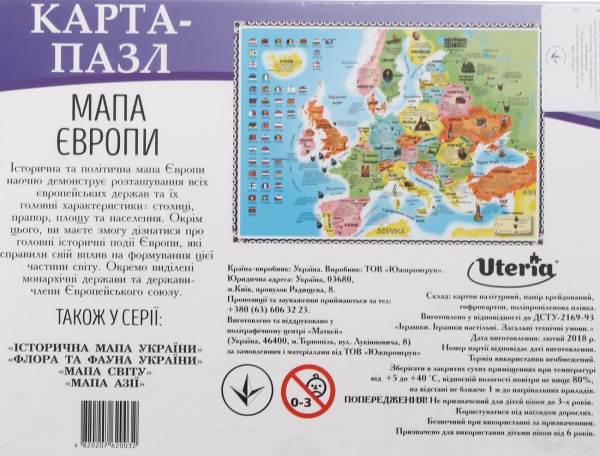 КАРТА-
ПАЗЛ
МАПА
ЄВРОПИ
Історична та політична мапа Європи
наочно демонструє розташування всіх
європейських держав та їх
головні характеристики: столиці,
прапор, площу та населення. Окрім
цього, ви маєте змогу дізнатися про
головні історичні події Європи, які
справили свій вплив на формування цієї
частини світу. Окремо виділені
монархічні держави та держави-
члени Європейського союзу.
ТАКОЖ У СЕРІЇ:
«ІСТОРИЧНА МАПА УКРАЇНИ»
«ФЛОРА ТА ФАУНА УКРАЇНИ»
«МАПА СВІТУ»
«МАПА АЗІЇ»
4 820207 620032
АФРИКА
АЗІЯ
Країна-виробник: Україна. Виробник: ТОВ «Южпромгруп».
Юридична адреса: Україна, 03680,
м.Київ, провулок Радищева, 8.
Пропозиції та зауваження приймаються за тел:
+380 (63) 606 32 23.
Виготовлено та віддруковано у
поліграфічному центрі «Матвей»
(Україна, 46400, м.Тернопіль, вул.Лукіяновича, 8)
за замовленням і матеріалами від ТОВ «Южпромгруп»
0-3
Uteria
Склад: картон палітурний, папір крейдований,
гофрокартон, поліпропіленова плівка.
Виготовлено у відповідності до ДСТУ-2169-93
«Іграшки. Іграшки настільні. Загальні технічні умови.»
Дата виготовлення: лютий 2018 р.
Номер партії відповідає даті виготовлення.
Термін використання необмежений.
Зберігати в закритих сухих приміщеннях при температурі
від +5 до +40 °C, відносній вологості повітря не вище 80%,
на відстані не ближче 1 м до нагрівальних приладів.
ПОПЕРЕДЖЕННЯ! Не призначений для дітей віком до 3-х років.
Користуватися під наглядом дорослих.
Безпечний при використанні за призначенням.
Призначено для використання дітьми віком від 6 років.